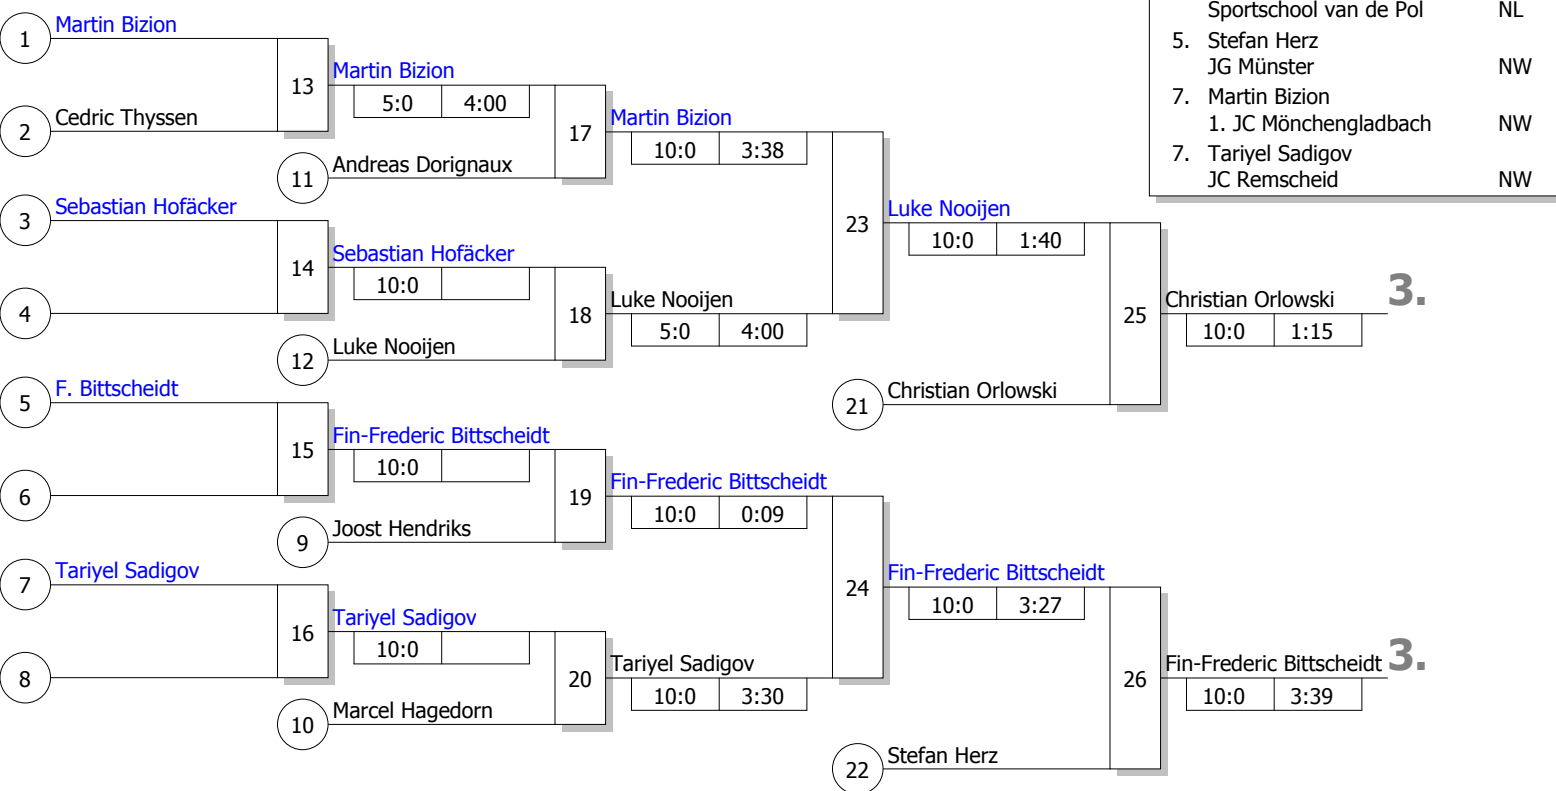 Sportschool van de Pol NL
5. Stefan Herz
JG Münster NW
7. Martin Bizion
1. JC Mönchengladbach NW
7. Tariyel Sadigov
JC Remscheid NW
1 Martin Bizion
2 Cedric Thyssen
13 Martin Bizion
5:0 4:00
11 Andreas Dorignaux
17 Martin Bizion
10:0 3:38
3 Sebastian Hofäcker
4
14 Sebastian Hofäcker
10:0
12 Luke Nooijen
18 Luke Nooijen
5:0 4:00
23 Luke Nooijen
10:0 1:40
21 Christian Orlowski
25 Christian Orlowski 3.
10:0 1:15
5 F. Bittscheidt
6
15 Fin-Frederic Bittscheidt
10:0
9 Joost Hendriks
19 Fin-Frederic Bittscheidt
10:0 0:09
7 Tariyel Sadigov
8
16 Tariyel Sadigov
10:0
10 Marcel Hagedorn
20 Tariyel Sadigov
10:0 3:30
24 Fin-Frederic Bittscheidt
10:0 3:27
22 Stefan Herz
26 Fin-Frederic Bittscheidt 3.
10:0 3:39